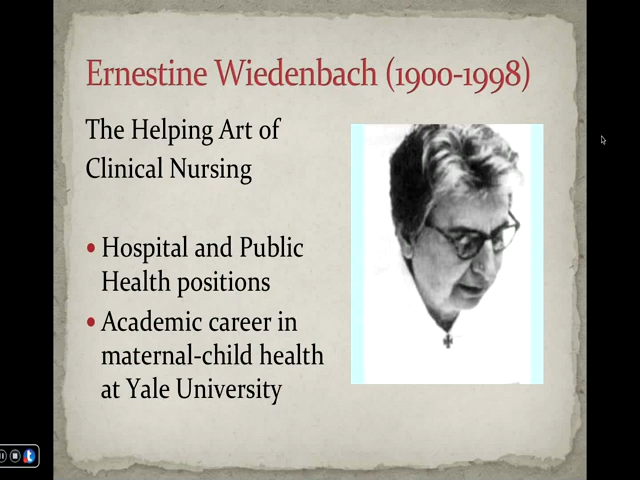 Ernestine Wiedenbach (1900-1998)
The Helping Art of
Clinical Nursing
• Hospital and Public
Health positions
• Academic career in
maternal-child health
at Yale University